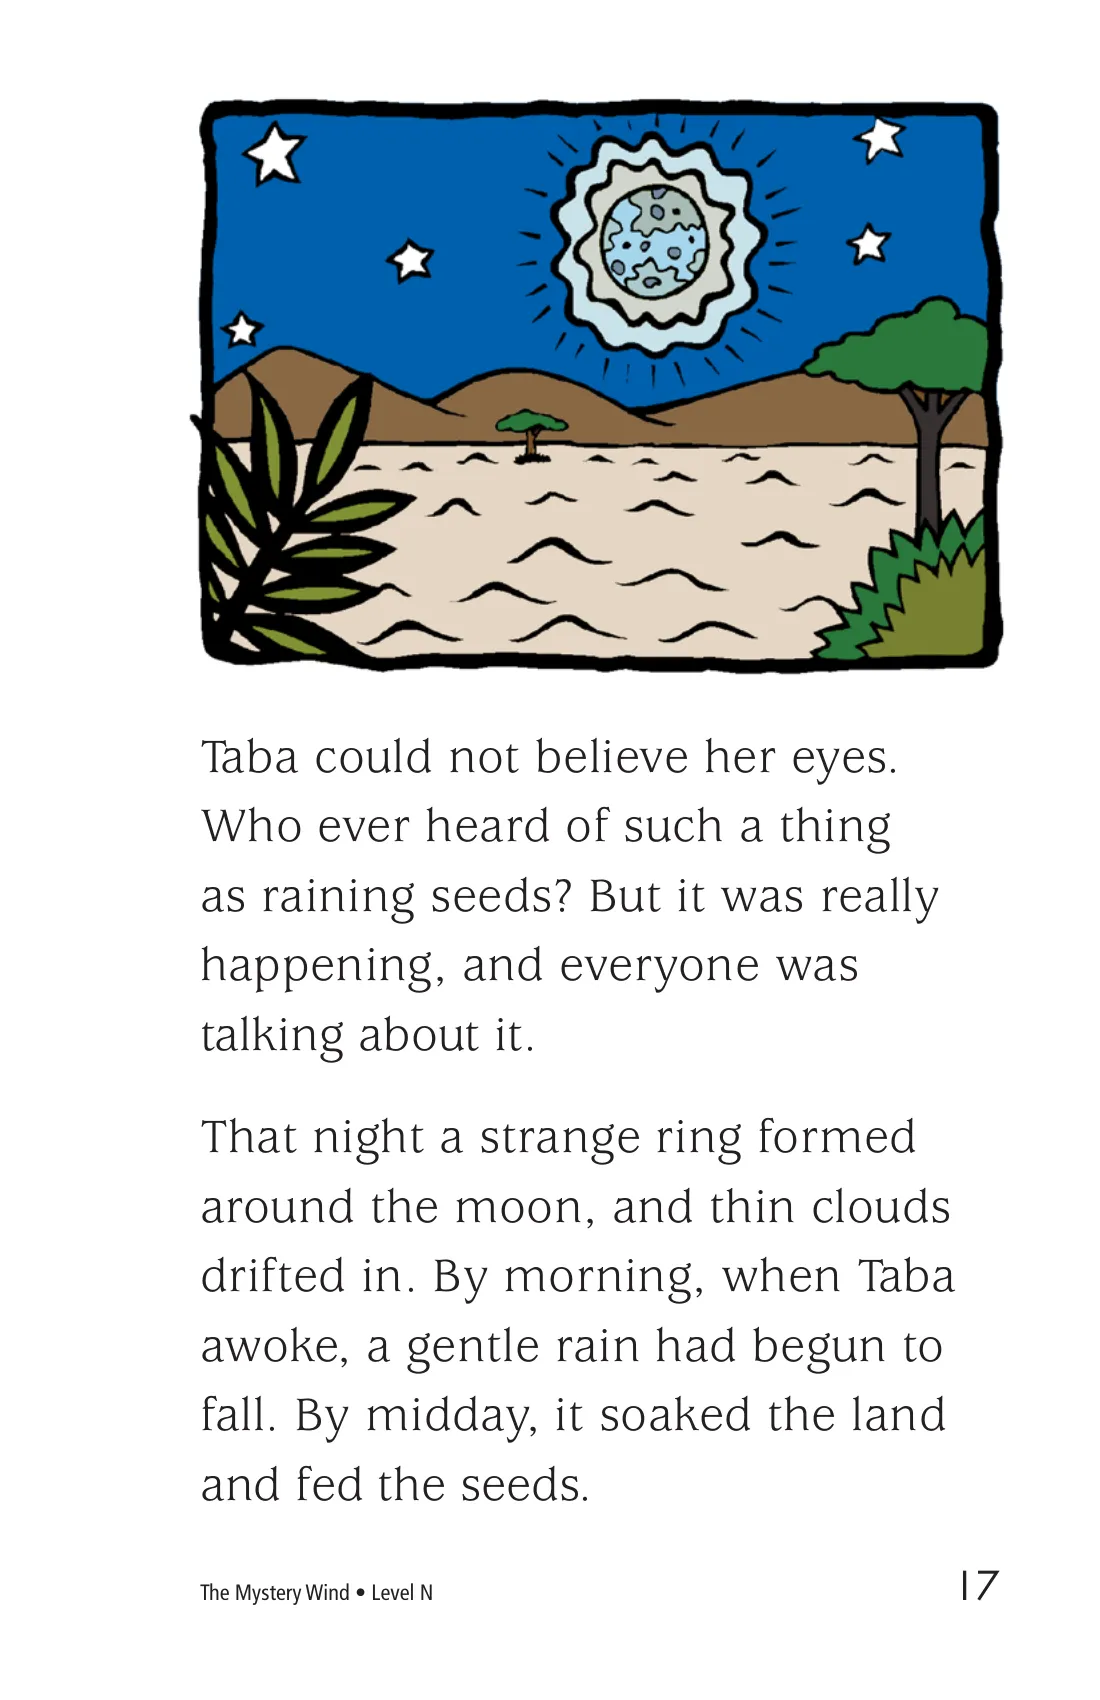 Taba could not believe her eyes.
Who ever heard of such a thing
as raining seeds? But it was really
happening, and everyone was
talking about it.
That night a strange ring formed
around the moon, and thin clouds
drifted in. By morning, when Taba
awoke, a gentle rain had begun to
fall. By midday, it soaked the land
and fed the seeds.
The Mystery Wind • Level N
17